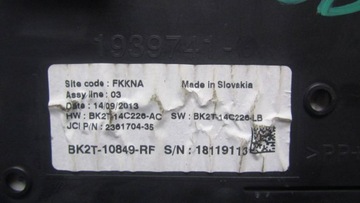 Site code : FKKNA Made in Slovakia
Assy line : 03
Date : 14/09/2013
HW : BK2T-14C226-AC SW : BK2T-14C226-LB
JCI P/N : 2361704-35
BK2T-10849-RF S/N : 18119113